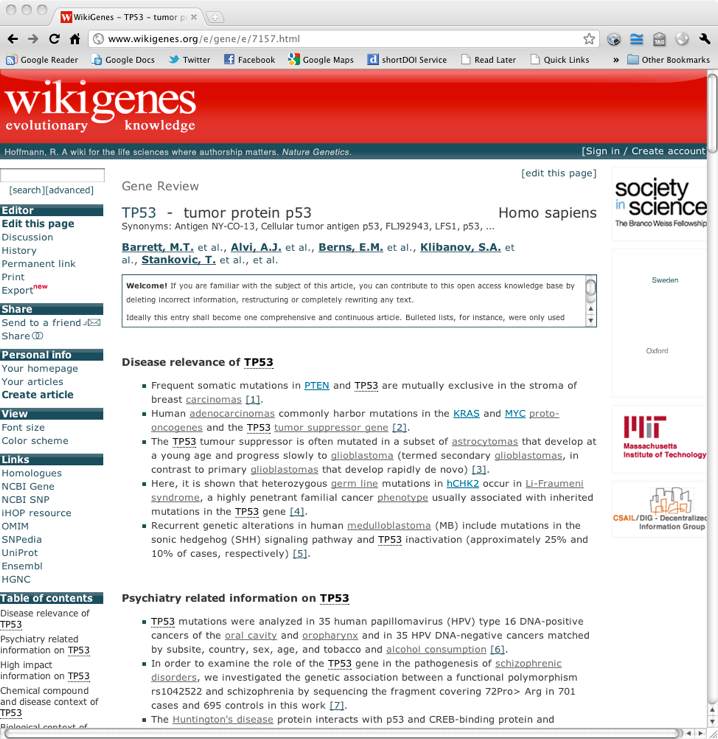 WikiGenes - TP53 - tumor p
www.wikigenes.org/e/gene/e/7157.html
Google Reader Google Docs Twitter Facebook Google Maps shortDOI Service Read Later Quick Links » Other Bookmarks
wikigenes
evolutionary knowledge
Hoffmann, R. A wiki for the life sciences where authorship matters. Nature Genetics.
[Sign in / Create account
[search][advanced]
Editor
Edit this page
Discussion
History
Permanent link
Print
Export new
Share
Send to a friend
Share
Personal info
Your homepage
Your articles
Create article
View
Font size
Color scheme
Links
Homologues
NCBI Gene
NCBI SNP
iHOP resource
OMIM
SNPedia
UniProt
Ensembl
HGNC
Table of contents
Disease relevance of
TP53
Psychiatry related
information on TP53
High impact
information on TP53
Chemical compound
and disease context of
TP53
Biological context of
[edit this page]
Gene Review
TP53 - tumor protein p53
Homo sapiens
Synonyms: Antigen NY-CO-13, Cellular tumor antigen p53, FLJ92943, LFS1, p53, ...
Barrett, M.T. et al., Alvi, A.J. et al., Berns, E.M. et al., Klibanov, S.A. et
al., Stankovic, T. et al., et al.
Welcome! If you are familiar with the subject of this article, you can contribute to this open access knowledge base by
deleting incorrect information, restructuring or completely rewriting any text.
Ideally this entry shall become one comprehensive and continuous article. Bulleted lists, for instance, were only used
Disease relevance of TP53
Frequent somatic mutations in PTEN and TP53 are mutually exclusive in the stroma of
breast carcinomas [1].
Human adenocarcinomas commonly harbor mutations in the KRAS and MYC proto-
oncogenes and the TP53 tumor suppressor gene [2].
The TP53 tumour suppressor is often mutated in a subset of astrocytomas that develop at
a young age and progress slowly to glioblastoma (termed secondary glioblastomas, in
contrast to primary glioblastomas that develop rapidly de novo) [3].
Here, it is shown that heterozygous germ line mutations in hCHK2 occur in Li-Fraumeni
syndrome, a highly penetrant familial cancer phenotype usually associated with inherited
mutations in the TP53 gene [4].
Recurrent genetic alterations in human medulloblastoma (MB) include mutations in the
sonic hedgehog (SHH) signaling pathway and TP53 inactivation (approximately 25% and
10% of cases, respectively) [5].
Psychiatry related information on TP53
TP53 mutations were analyzed in 35 human papillomavirus (HPV) type 16 DNA-positive
cancers of the oral cavity and oropharynx and in 35 HPV DNA-negative cancers matched
by subsite, country, sex, age, and tobacco and alcohol consumption [6].
In order to examine the role of the TP53 gene in the pathogenesis of schizophrenic
disorders, we investigated the genetic association between a functional polymorphism
rs1042522 and schizophrenia by sequencing the fragment covering 72Pro> Arg in 701
cases and 695 controls in this work [7].
The Huntington's disease protein interacts with p53 and CREB-binding protein and
society
in science
The Branco Weiss Fellowship
Sweden
Oxford
MIT
Massachusetts
Institute of Technology
CSAIL/DIG - Decentralized
Information Group